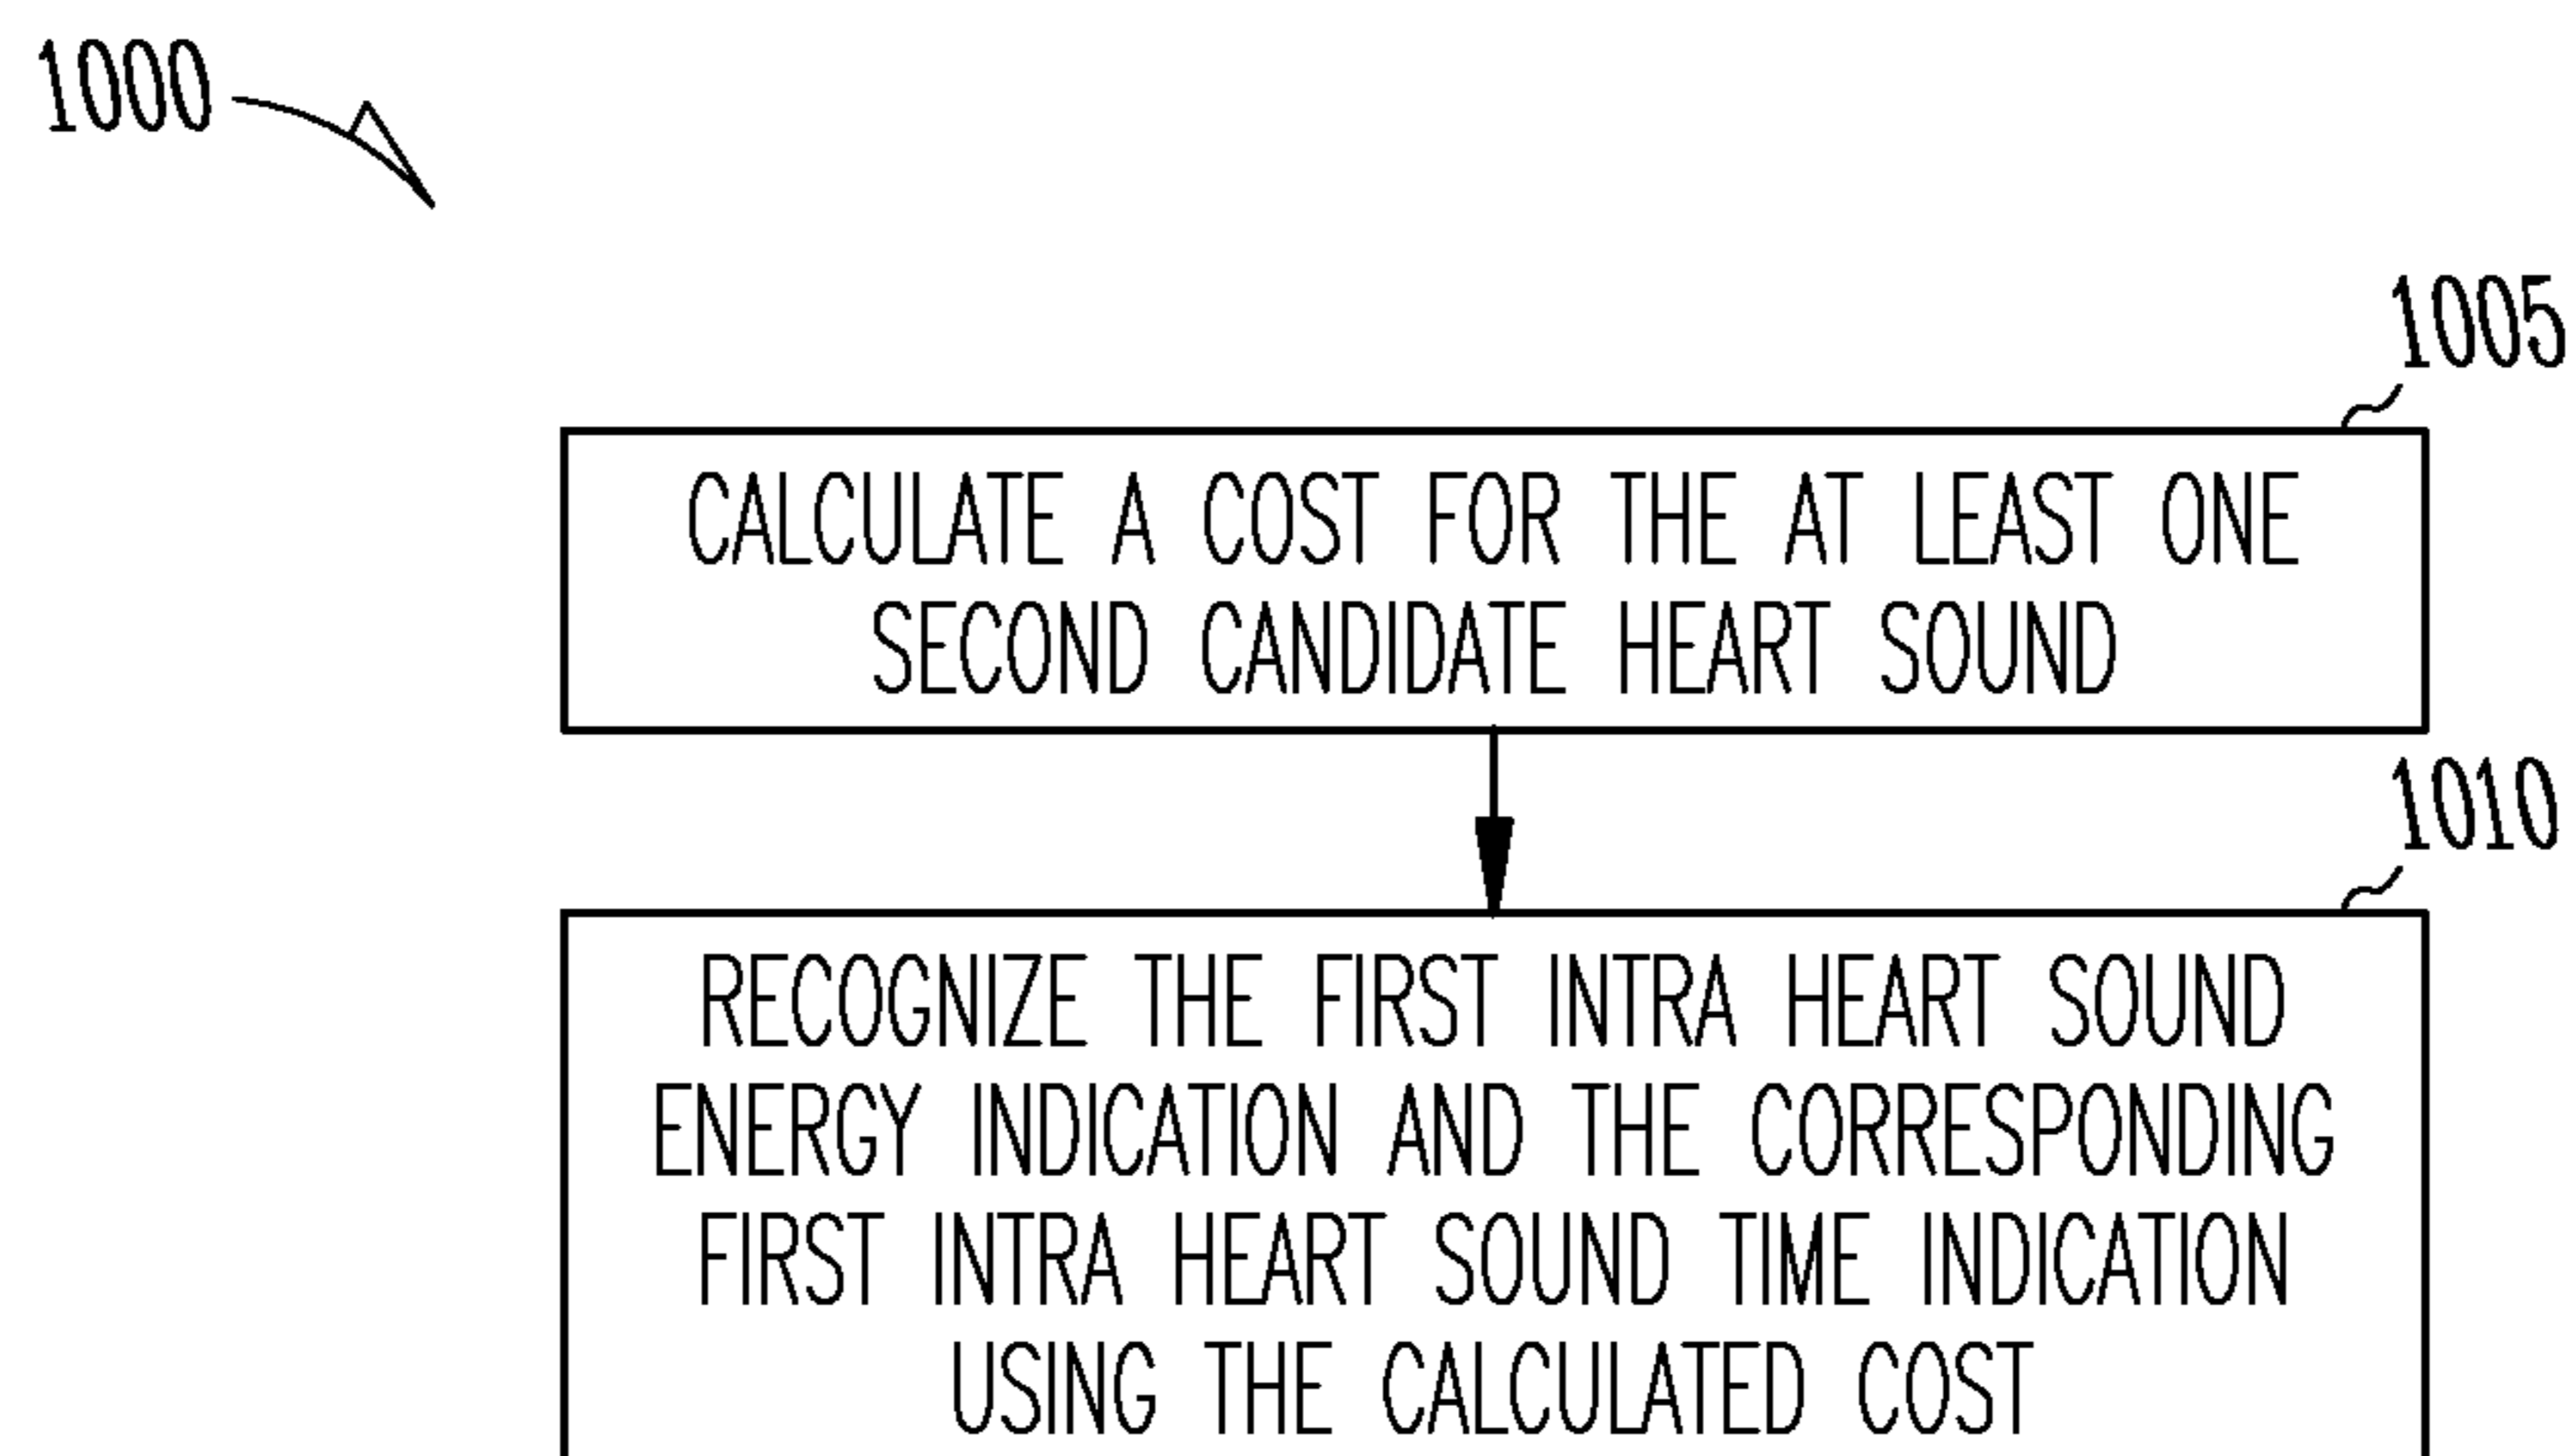 1000
1005
CALCULATE A COST FOR THE AT LEAST ONE
SECOND CANDIDATE HEART SOUND
1010
RECOGNIZE THE FIRST INTRA HEART SOUND
ENERGY INDICATION AND THE CORRESPONDING
FIRST INTRA HEART SOUND TIME INDICATION
USING THE CALCULATED COST